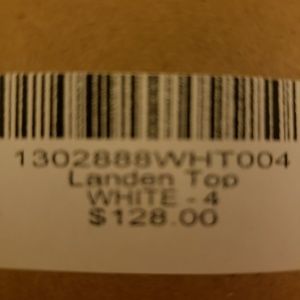 1302888WHT004
Landen Top
WHITE - 4
$128.00